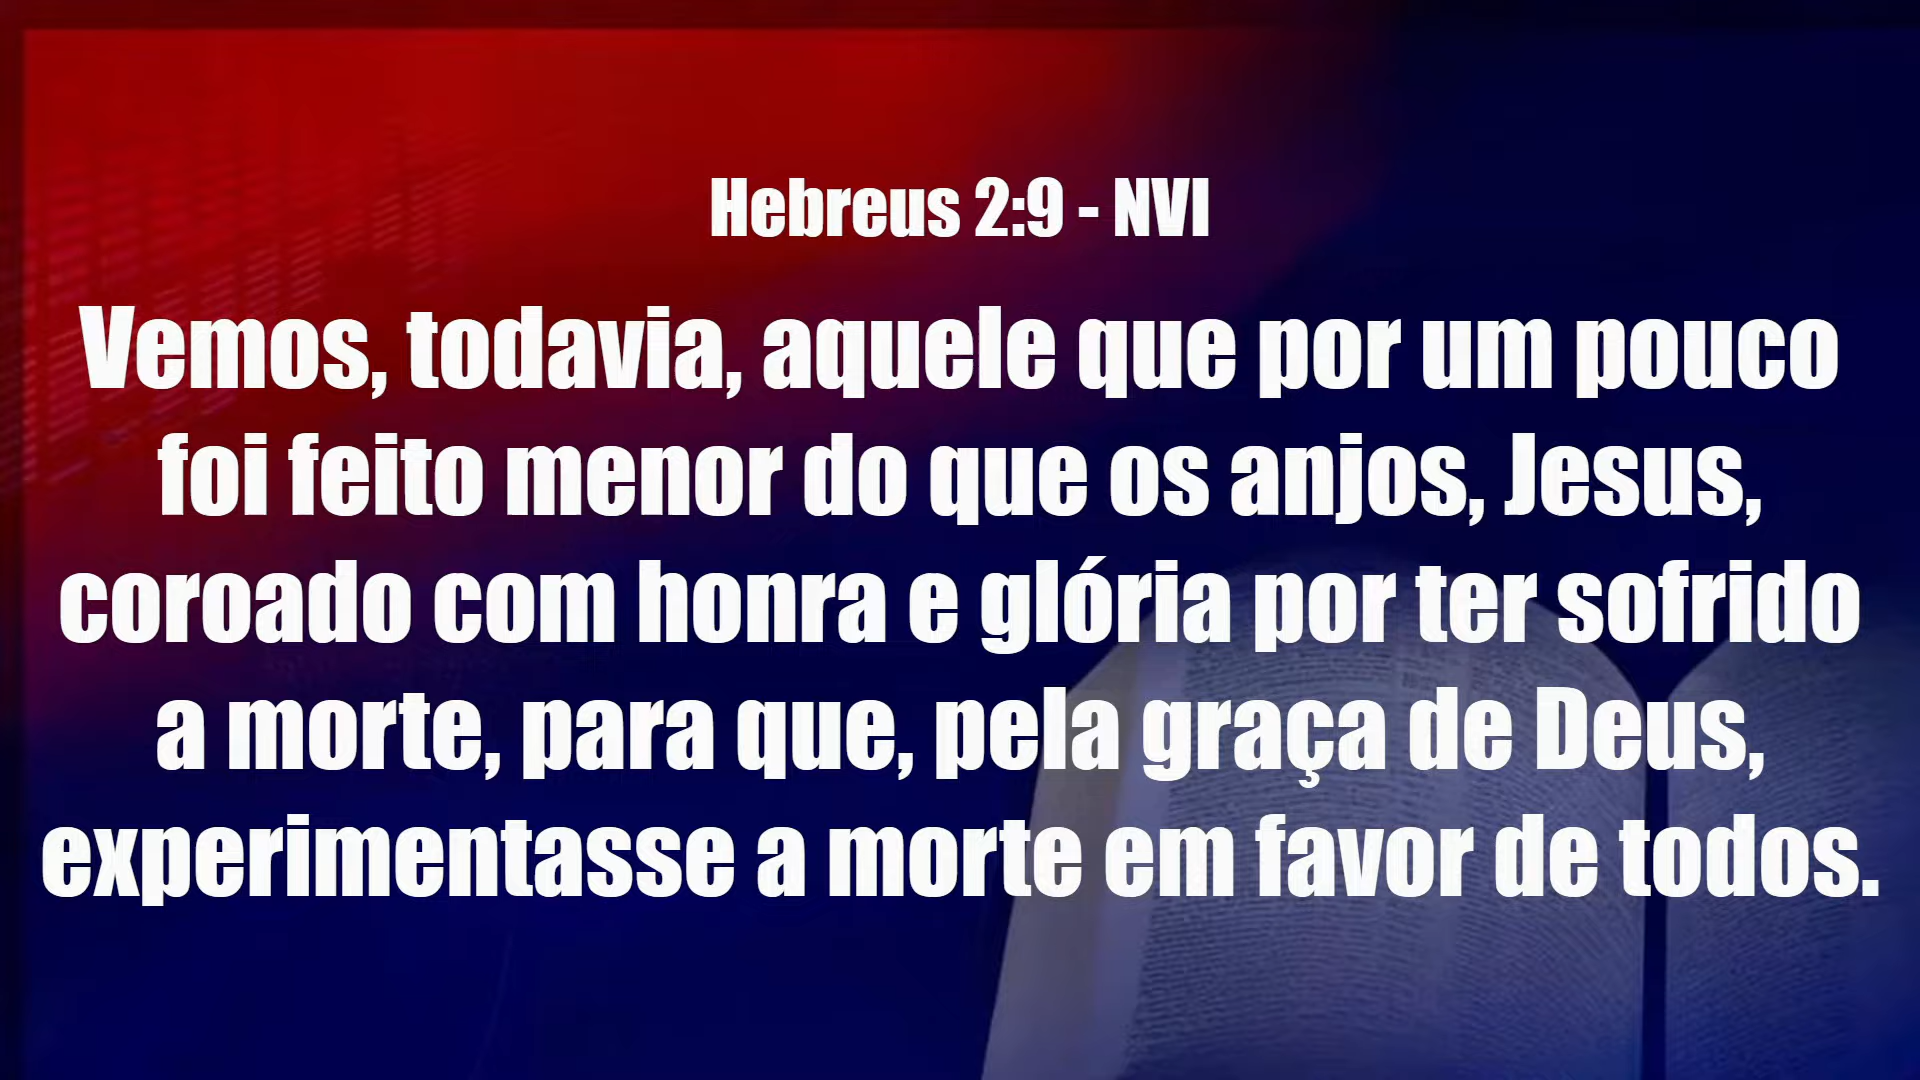 Hebreus 2:9 - NVI
Vemos, todavia, aquele que por um pouco
foi feito menor do que os anjos, Jesus,
coroado com honra e glória por ter sofrido
a morte, para que, pela graça de Deus,
experimentasse a morte em favor de todos.